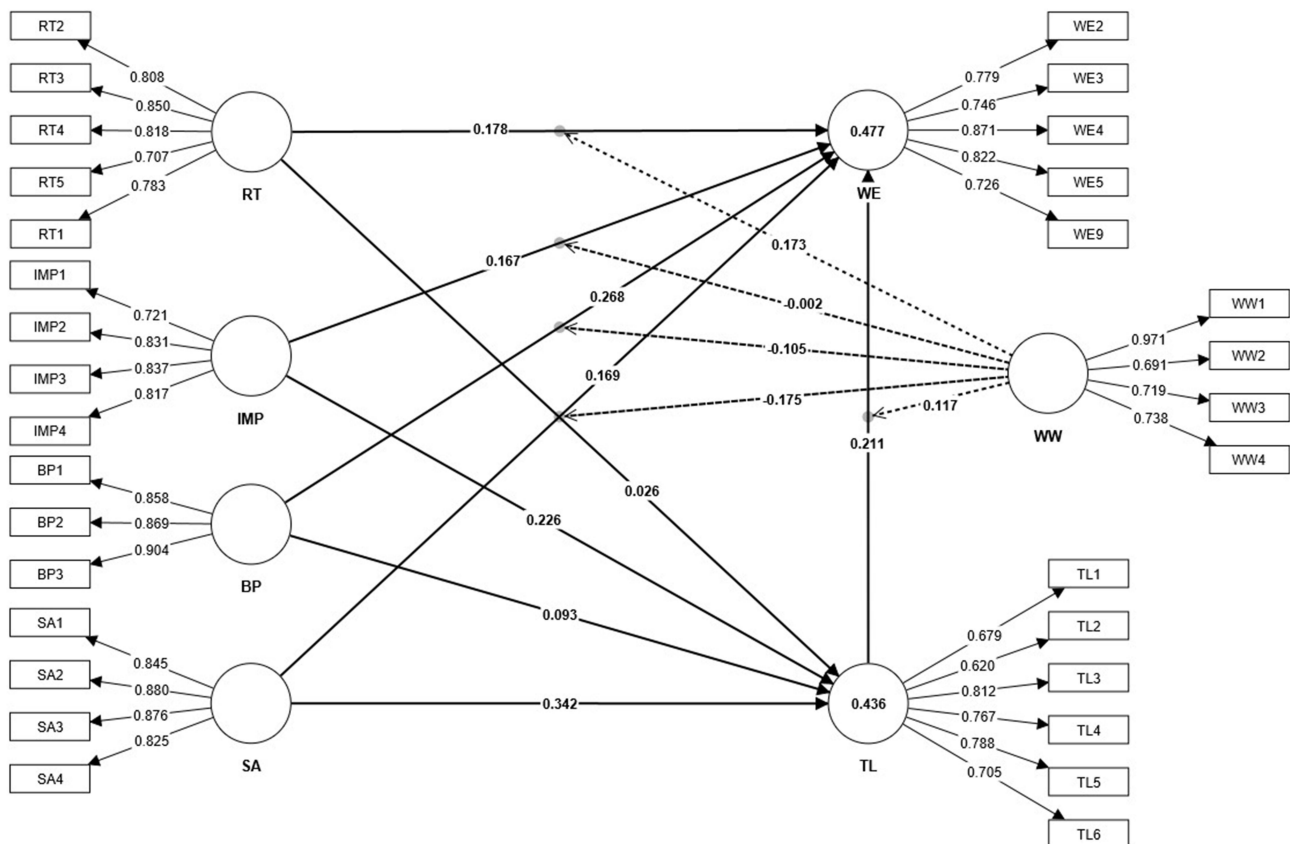 RT2
RT3
RT4
RT5
RT1
0.808
0.850
0.818
0.707
0.783
RT
IMP1
IMP2
IMP3
IMP4
0.721
0.831
0.837
0.817
IMP
BP1
BP2
BP3
0.858
0.869
0.904
BP
SA1
SA2
SA3
SA4
0.845
0.880
0.876
0.825
SA
0.178
0.167
0.268
0.169
0.026
0.226
0.093
0.342
0.477
WE
0.173
-0.002
-0.105
-0.175
0.117
0.211
0.436
TL
WE2
WE3
WE4
WE5
WE9
0.779
0.746
0.871
0.822
0.726
WW
0.971
0.691
0.719
0.738
WW1
WW2
WW3
WW4
0.679
0.620
0.812
0.767
0.788
0.705
TL1
TL2
TL3
TL4
TL5
TL6